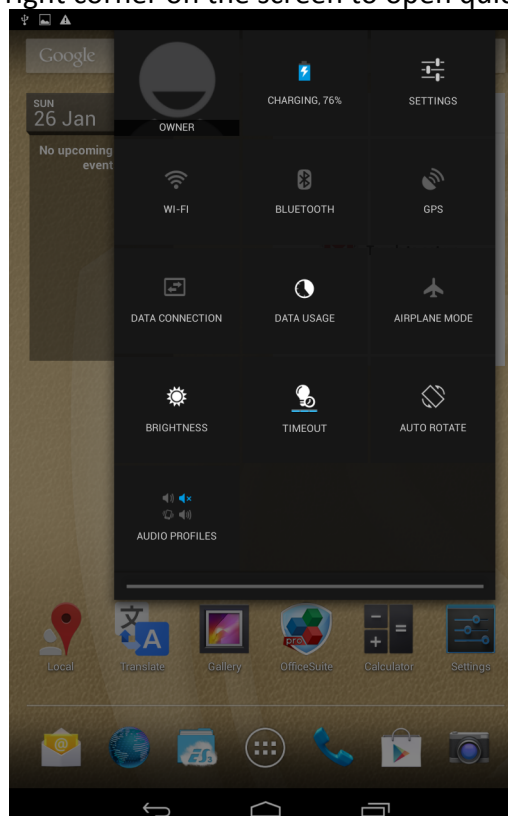 right corner on the screen to open quic
Google
SUN
26 Jan
No upcoming
event
OWNER
CHARGING, 76%
SETTINGS
WI-FI
BLUETOOTH
GPS
DATA CONNECTION
DATA USAGE
AIRPLANE MODE
BRIGHTNESS
TIMEOUT
AUTO ROTATE
AUDIO PROFILES
Local
Translate
Gallery
OfficeSuite
Calculator
Settings